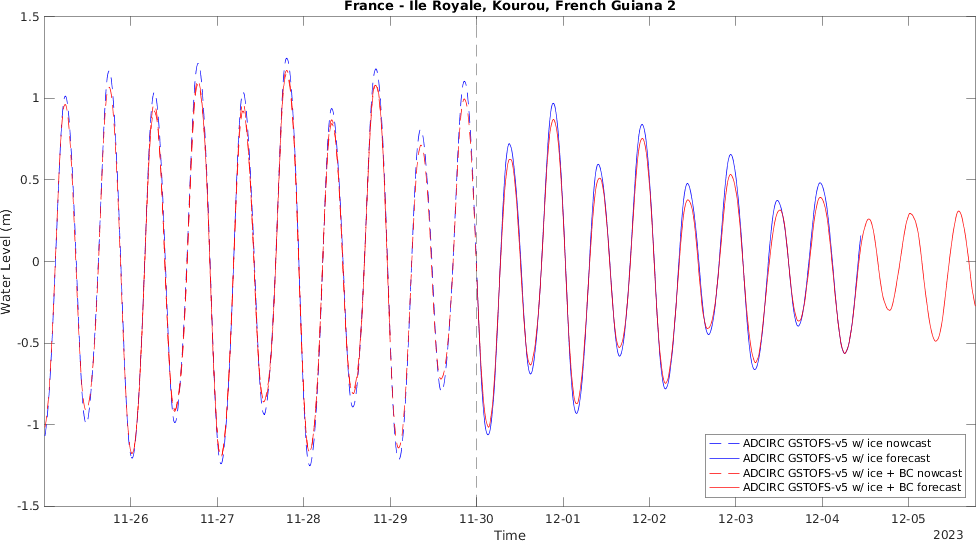 France - Ile Royale, Kourou, French Guiana 2
1.5
1
0.5
0
-0.5
-1
-1.5
Water Level (m)
ADCIRC GSTOFS-v5 w/ ice nowcast
ADCIRC GSTOFS-v5 w/ ice forecast
ADCIRC GSTOFS-v5 w/ ice + BC nowcast
ADCIRC GSTOFS-v5 w/ ice + BC forecast
11-26 11-27 11-28 11-29 11-30 12-01 12-02 12-03 12-04 12-05
Time
2023